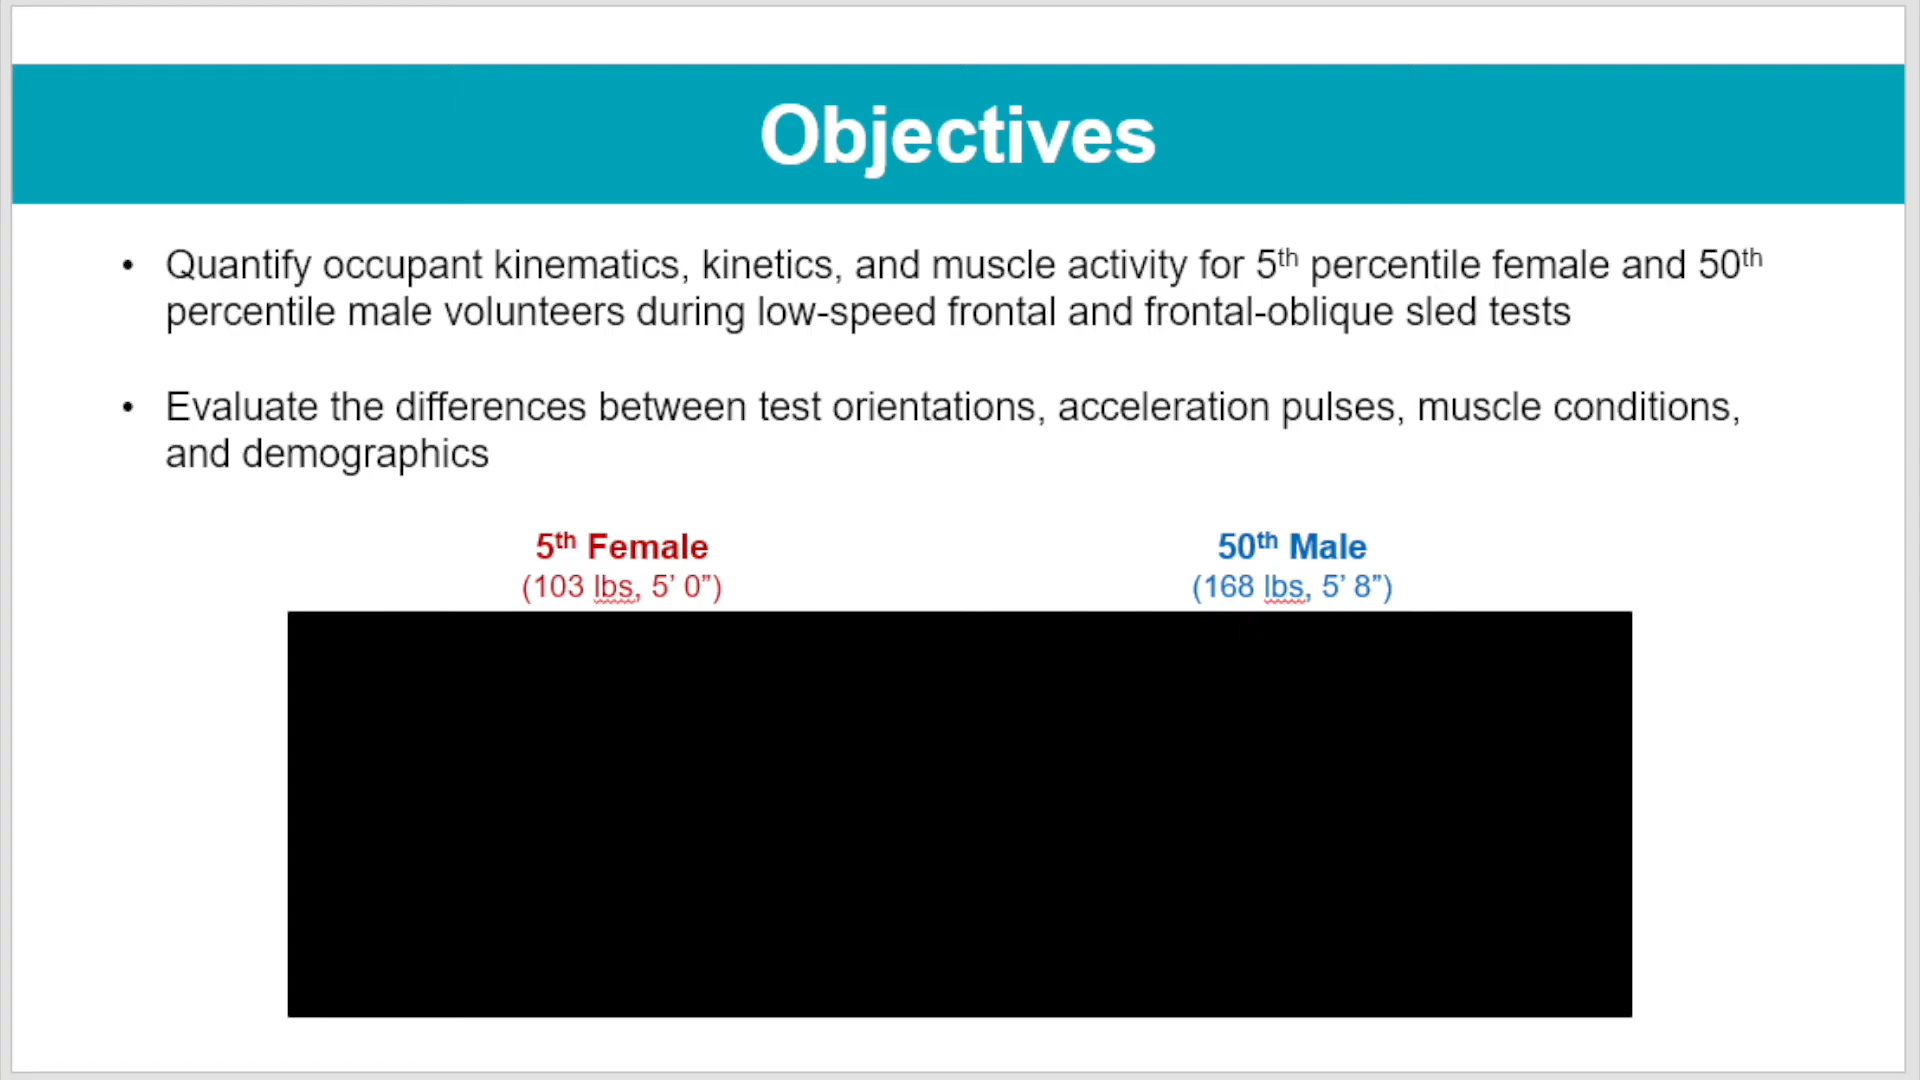 Objectives
• Quantify occupant kinematics, kinetics, and muscle activity for 5th percentile female and 50th
percentile male volunteers during low-speed frontal and frontal-oblique sled tests
• Evaluate the differences between test orientations, acceleration pulses, muscle conditions,
and demographics
5th Female
(103 lbs, 5’ 0”)
50th Male
(168 lbs, 5’ 8”)